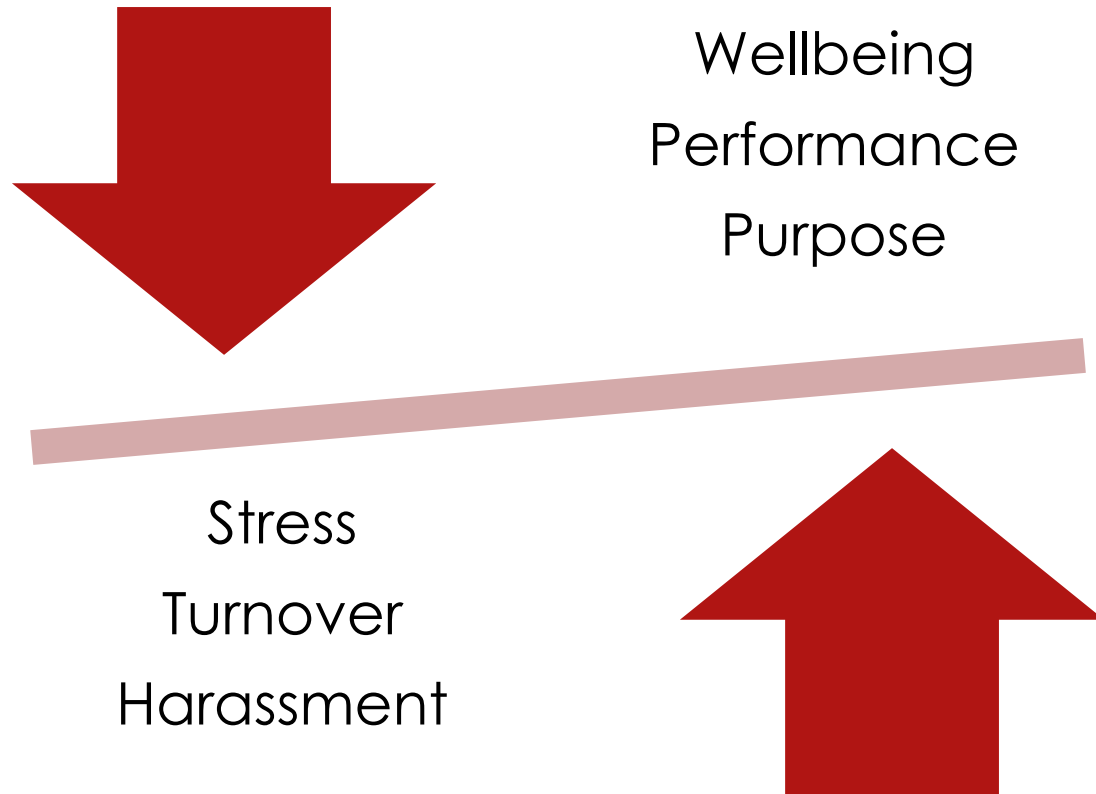 Wellbeing
Performance
Purpose
Stress
Turnover
Harassment